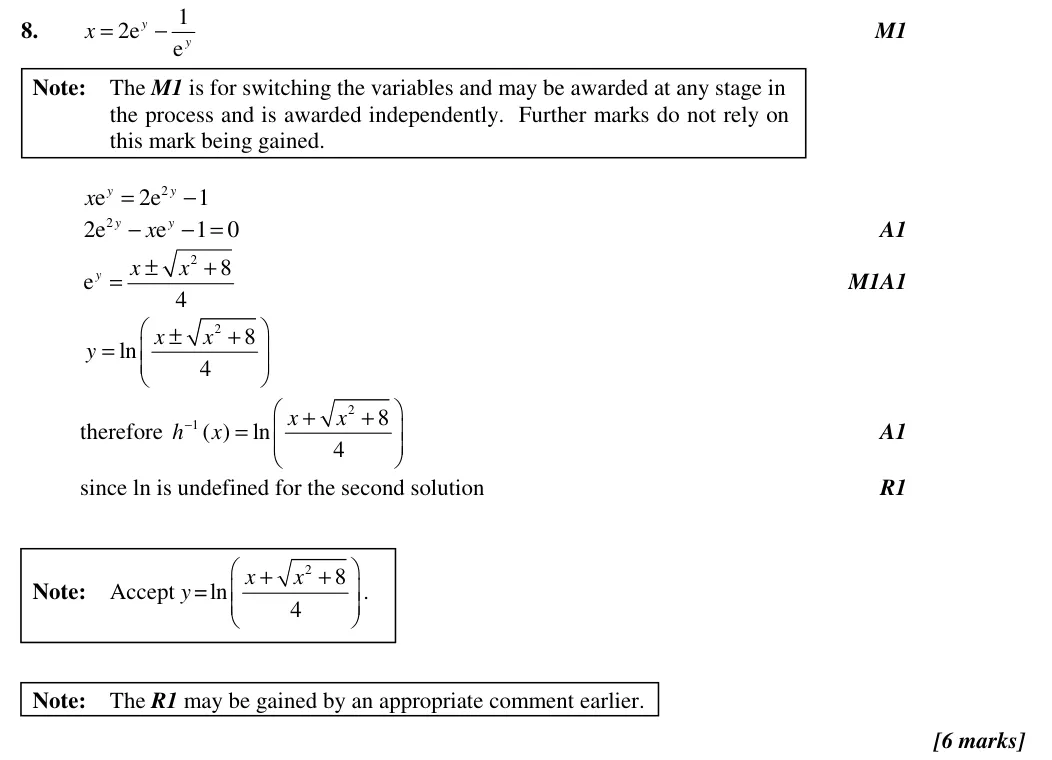 8. x = 2e^y − 1/e^y M1
Note: The M1 is for switching the variables and may be awarded at any stage in
the process and is awarded independently. Further marks do not rely on
this mark being gained.
xe^y = 2e^{2y} − 1
2e^{2y} − xe^y − 1 = 0 A1
e^y = (x ± √(x² + 8))/4 M1A1
y = ln((x ± √(x² + 8))/4)
therefore h⁻¹(x) = ln((x + √(x² + 8))/4) A1
since ln is undefined for the second solution R1
Note: Accept y = ln((x + √(x² + 8))/4).
Note: The R1 may be gained by an appropriate comment earlier.
[6 marks]